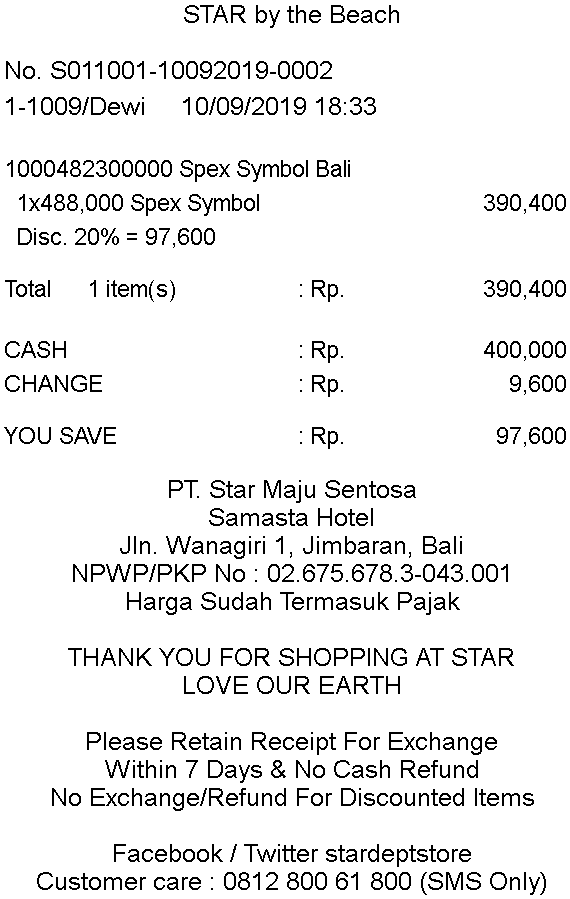 STAR by the Beach
No. S011001-10092019-0002
1-1009/Dewi 10/09/2019 18:33
1000482300000 Spex Symbol Bali
1x488,000 Spex Symbol 390,400
Disc. 20% = 97,600
Total 1 item(s) : Rp. 390,400
CASH : Rp. 400,000
CHANGE : Rp. 9,600
YOU SAVE : Rp. 97,600
PT. Star Maju Sentosa
Samasta Hotel
Jln. Wanagiri 1, Jimbaran, Bali
NPWP/PKP No : 02.675.678.3-043.001
Harga Sudah Termasuk Pajak
THANK YOU FOR SHOPPING AT STAR
LOVE OUR EARTH
Please Retain Receipt For Exchange
Within 7 Days & No Cash Refund
No Exchange/Refund For Discounted Items
Facebook / Twitter stardeptstore
Customer care : 0812 800 61 800 (SMS Only)